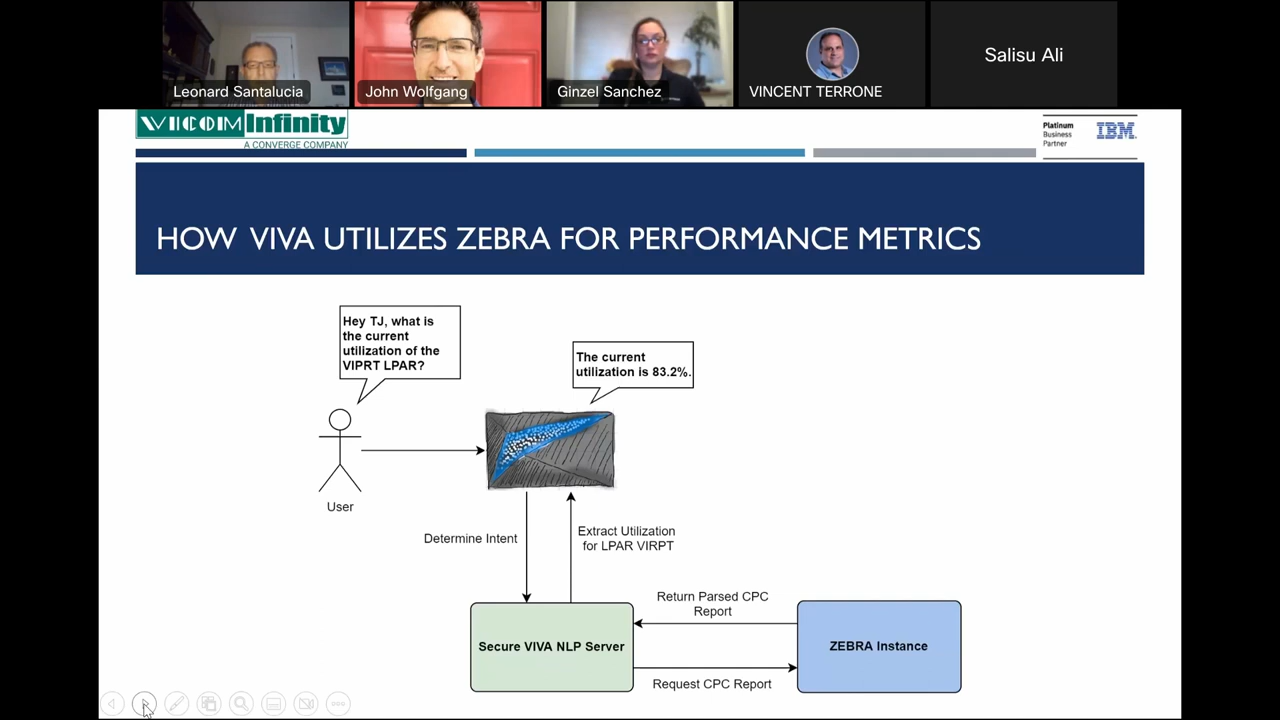 Leonard Santalucia
John Wolfgang
Ginzel Sanchez
VINCENT TERRONE
Salisu Ali
VICOM Infinity
A CONVERGE COMPANY
Platinum
Business
Partner
IBM
HOW VIVA UTILIZES ZEBRA FOR PERFORMANCE METRICS
Hey TJ, what is
the current
utilization of the
VIPRT LPAR?
The current
utilization is 83.2%.
User
Determine Intent
Extract Utilization
for LPAR VIRPT
Return Parsed CPC
Report
Secure VIVA NLP Server
ZEBRA Instance
Request CPC Report